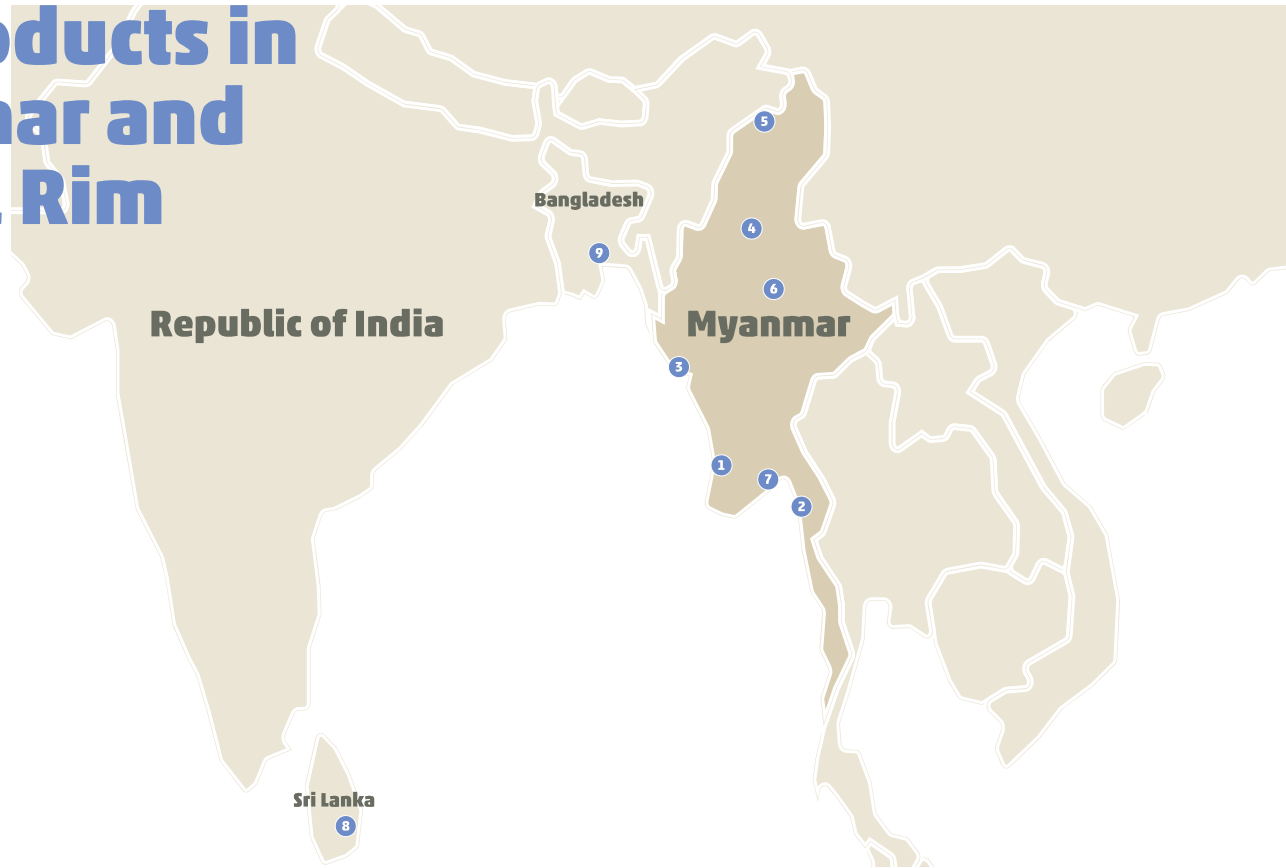 oducts in
nar and
Rim
5
Bangladesh
4
9
6
Republic of India
Myanmar
3
1
7
2
Sri Lanka
8